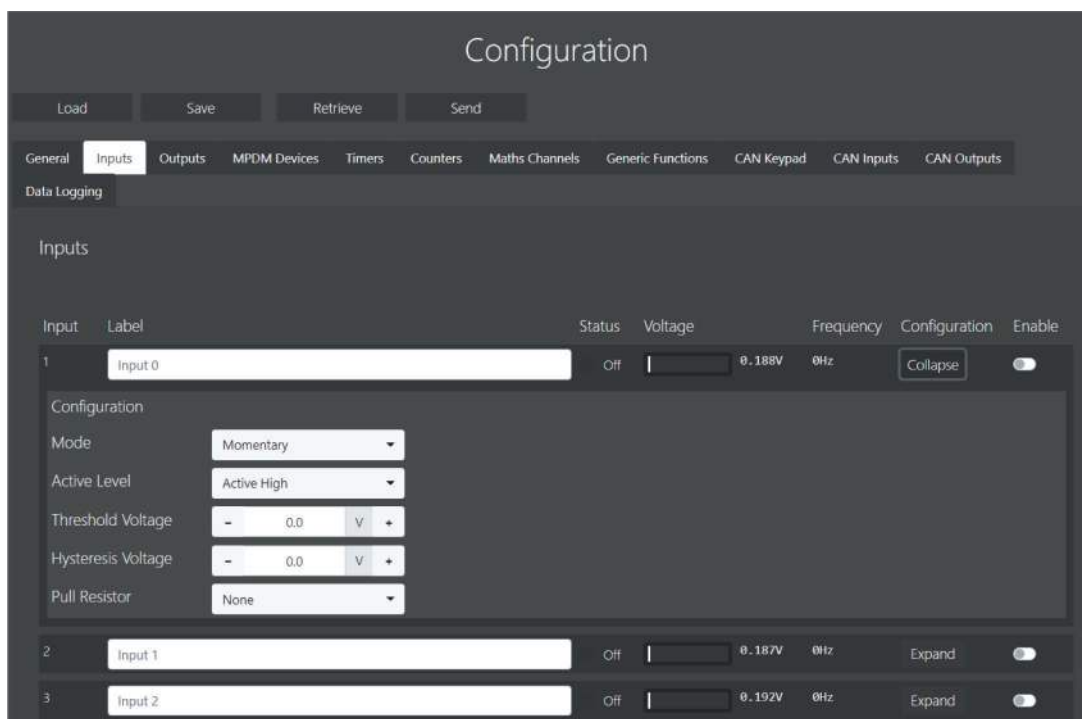 Configuration
Load Save Retrieve Send
General Inputs Outputs MPDM Devices Timers Counters Maths Channels Generic Functions CAN Keypad CAN Inputs CAN Outputs
Data Logging
Inputs
Input Label Status Voltage Frequency Configuration Enable
1 Input 0 Off 0.188V 0Hz Collapse
Configuration
Mode Momentary
Active Level Active High
Threshold Voltage - 0.0 V +
Hysteresis Voltage - 0.0 V +
Pull Resistor None
2 Input 1 Off 0.187V 0Hz Expand
3 Input 2 Off 0.192V 0Hz Expand